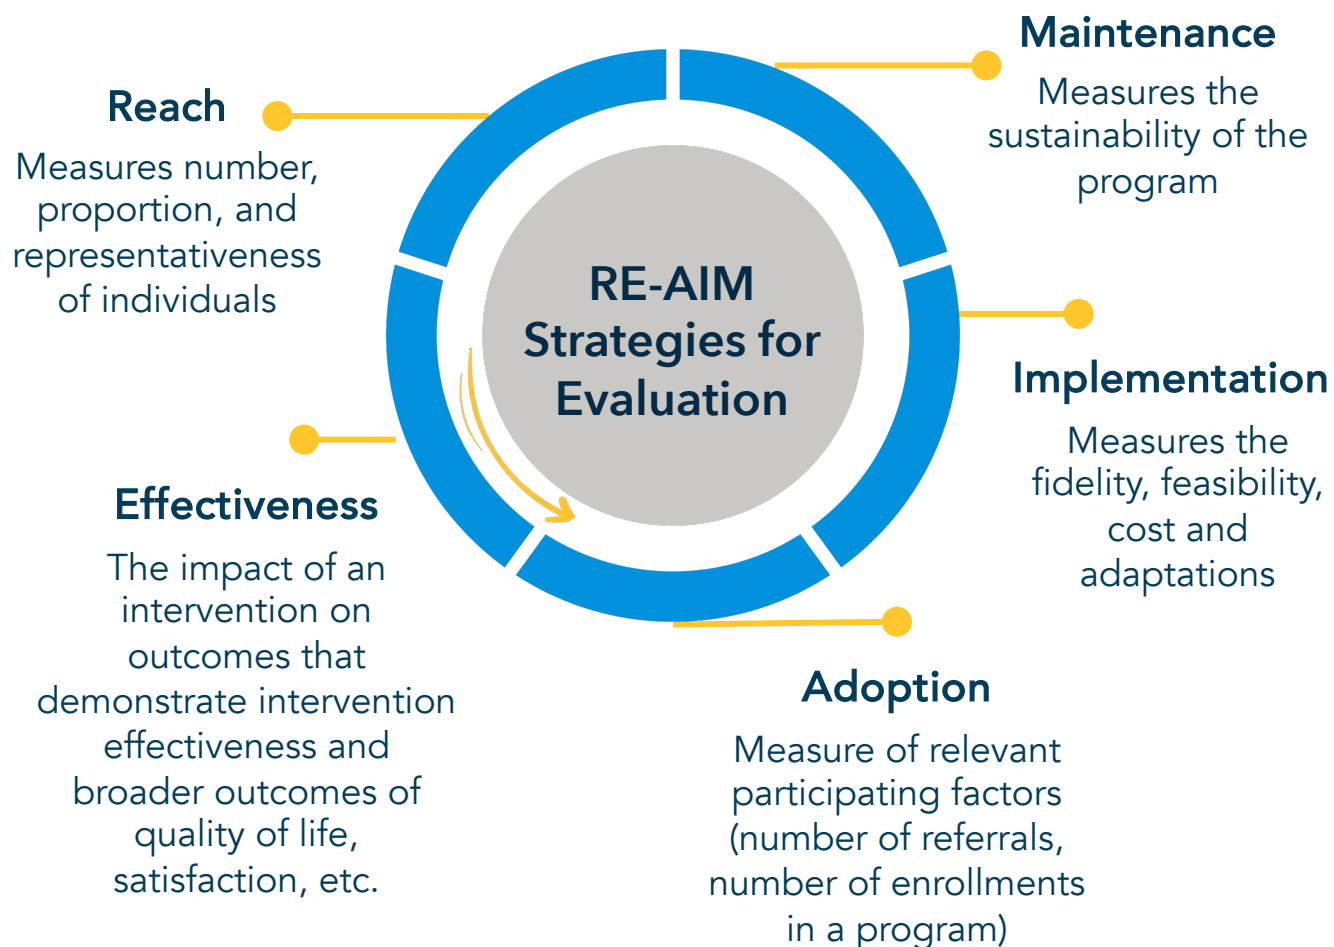 RE-AIM
Strategies for
Evaluation
Reach
Measures number,
proportion, and
representativeness
of individuals
Effectiveness
The impact of an
intervention on
outcomes that
demonstrate intervention
effectiveness and
broader outcomes of
quality of life,
satisfaction, etc.
Adoption
Measure of relevant
participating factors
(number of referrals,
number of enrollments
in a program)
Implementation
Measures the
fidelity, feasibility,
cost and
adaptations
Maintenance
Measures the
sustainability of the
program